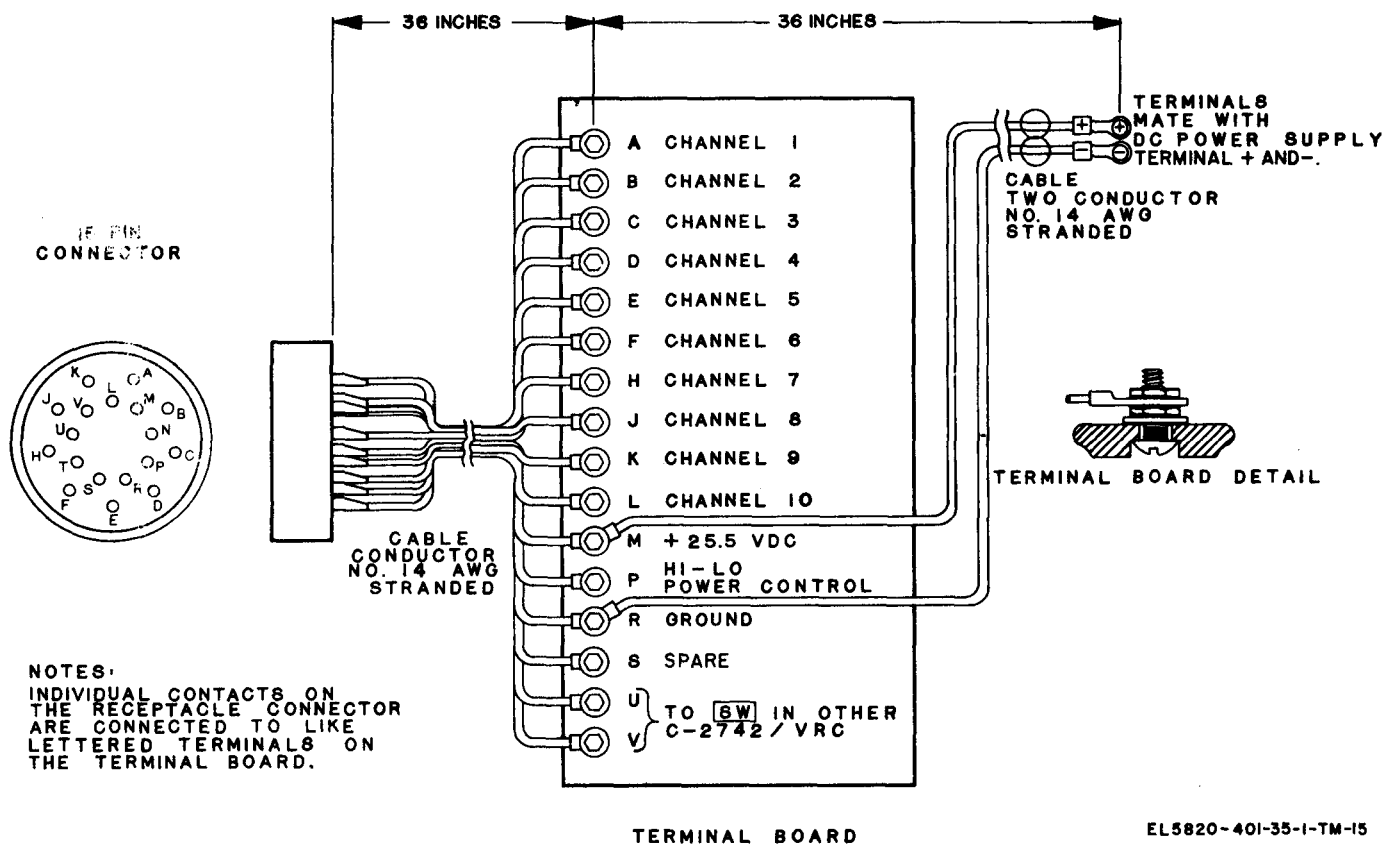 36 INCHES
36 INCHES
TERMINALS
MATE WITH
DC POWER SUPPLY
TERMINAL + AND -.
+
+
-
-
CABLE
TWO CONDUCTOR
NO. 14 AWG
STRANDED
A CHANNEL 1
B CHANNEL 2
C CHANNEL 3
D CHANNEL 4
E CHANNEL 5
F CHANNEL 6
H CHANNEL 7
J CHANNEL 8
K CHANNEL 9
L CHANNEL 10
M + 25.5 VDC
P HI-LO
POWER CONTROL
R GROUND
S SPARE
U
V
TO SW IN OTHER
C-2742 / VRC
PIN
CONNECTOR
K
A
L
J
V
M
B
U
N
H
T
P
C
S
R
F
E
D
CABLE
CONDUCTOR
NO. 14 AWG
STRANDED
TERMINAL BOARD DETAIL
NOTES:
INDIVIDUAL CONTACTS ON
THE RECEPTACLE CONNECTOR
ARE CONNECTED TO LIKE
LETTERED TERMINALS ON
THE TERMINAL BOARD.
TERMINAL BOARD
EL5820-401-35-1-TM-15